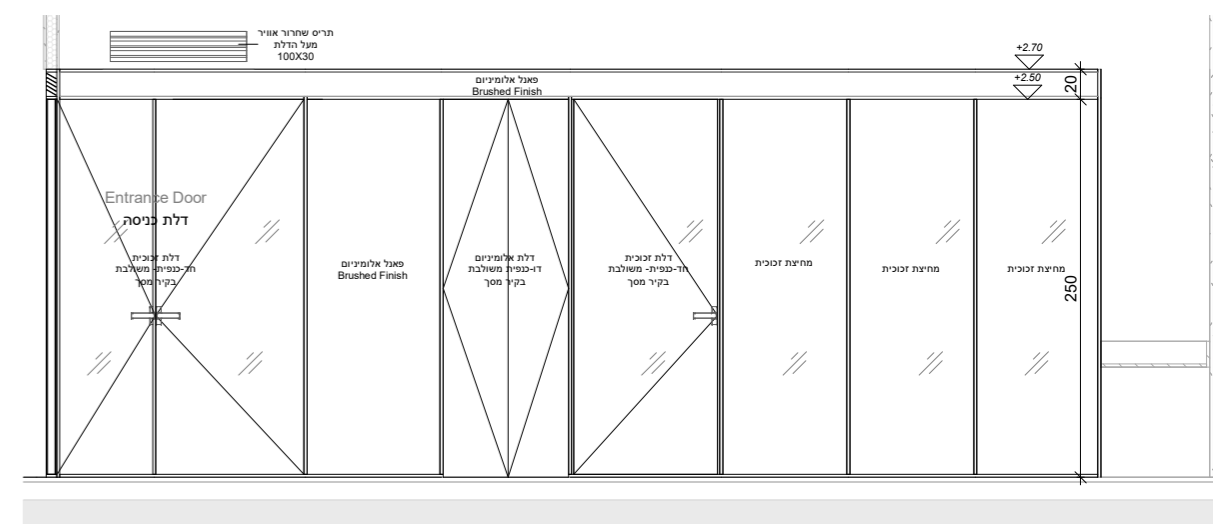 תריס שחרור אוויר
מעל הדלת
100X30
+2.70
פאנל אלומיניום
Brushed Finish
+2.50
20
Entrance Door
דלת כניסה
דלת זכוכית
חד-כנפית- משולבת
בקיר מסך
פאנל אלומיניום
Brushed Finish
דלת אלומיניום
דו-כנפית משולבת
בקיר מסך
דלת זכוכית
חד-כנפית- משולבת
בקיר מסך
מחיצת זכוכית
מחיצת זכוכית
מחיצת זכוכית
250